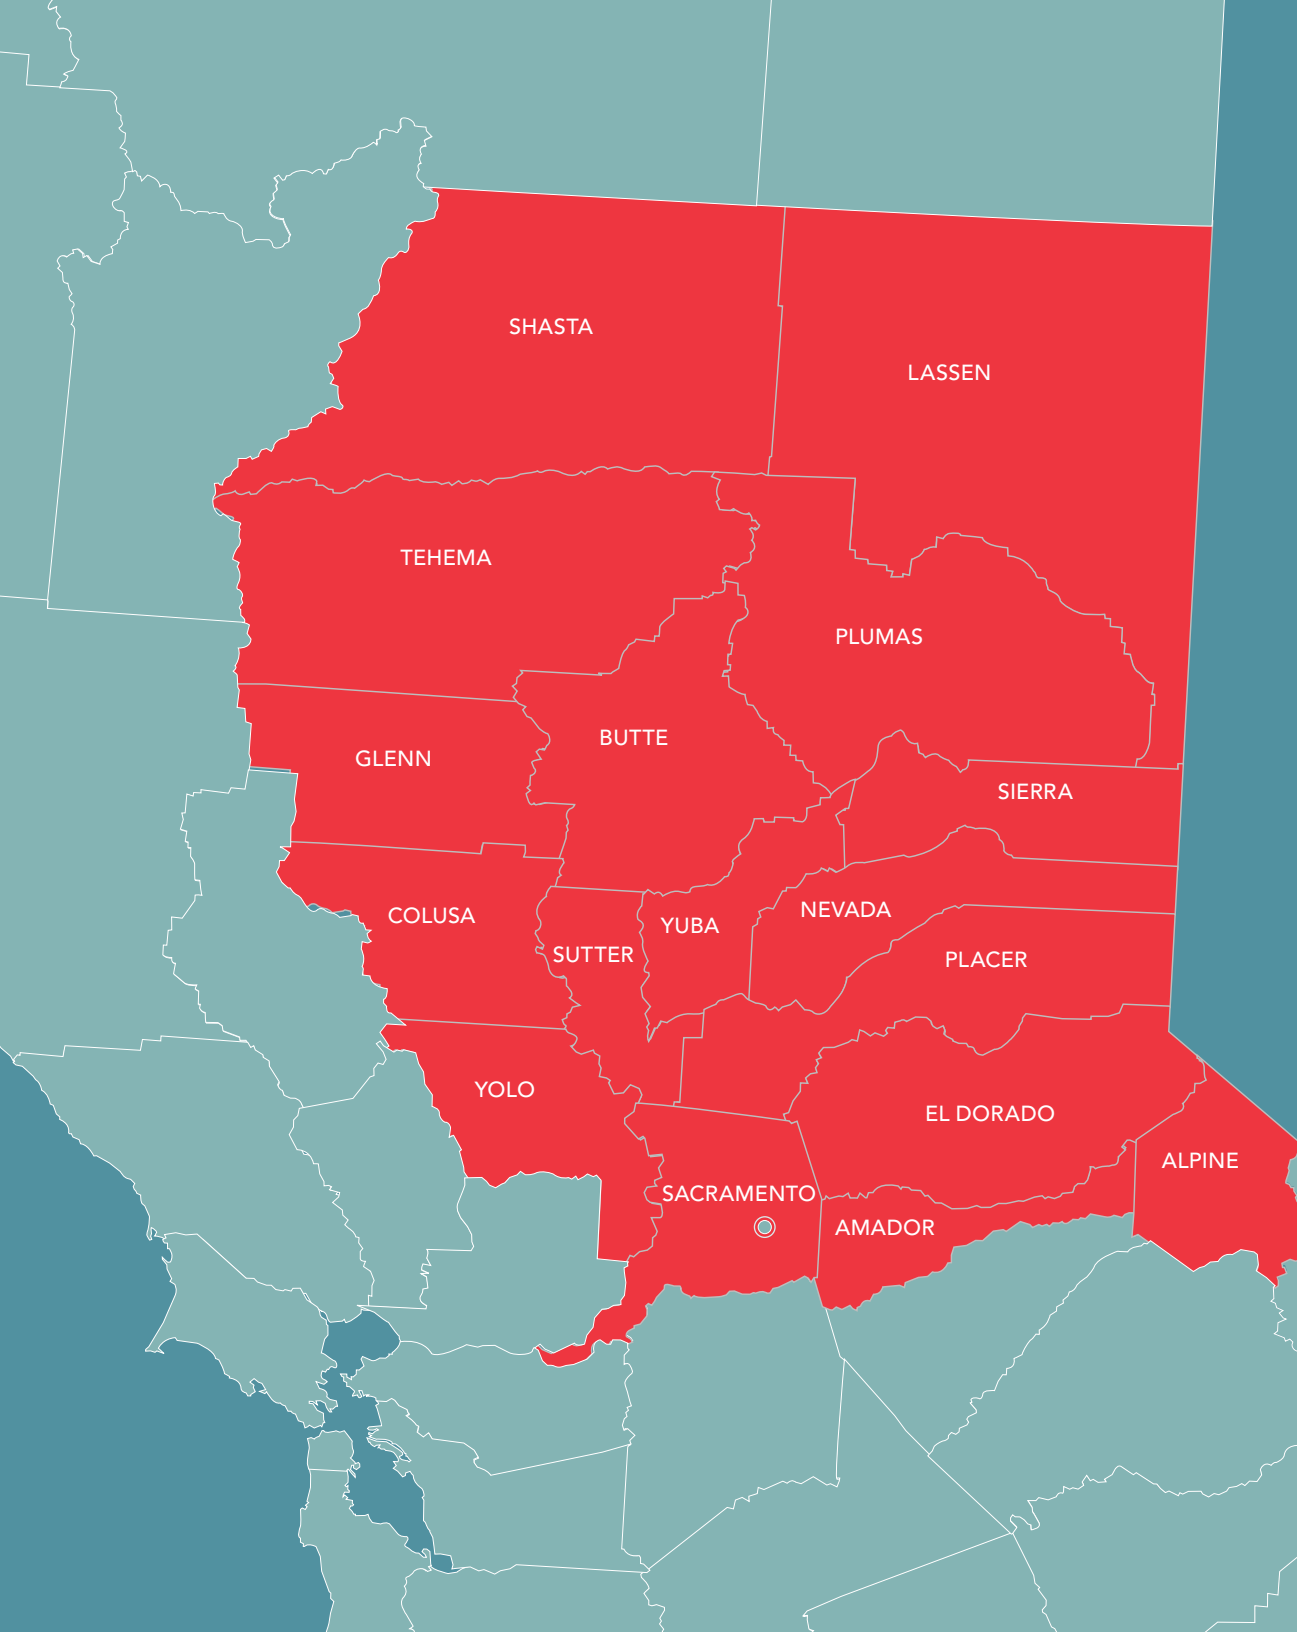 SHASTA
LASSEN
TEHEMA
PLUMAS
BUTTE
GLENN
SIERRA
NEVADA
COLUSA
YUBA
SUTTER
PLACER
YOLO
EL DORADO
ALPINE
SACRAMENTO
AMADOR